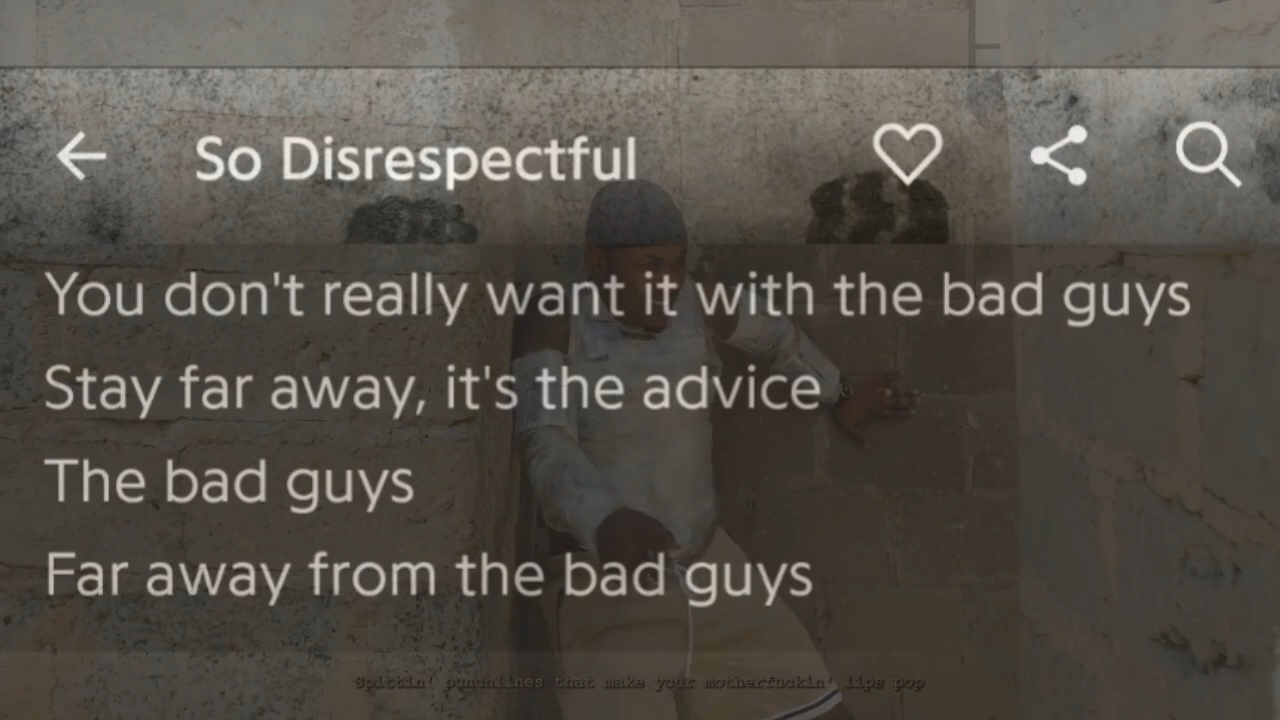 So Disrespectful
You don't really want it with the bad guys
Stay far away, it's the advice
The bad guys
Far away from the bad guys
Spittin' punchlines that make your motherfuckin' lips pop